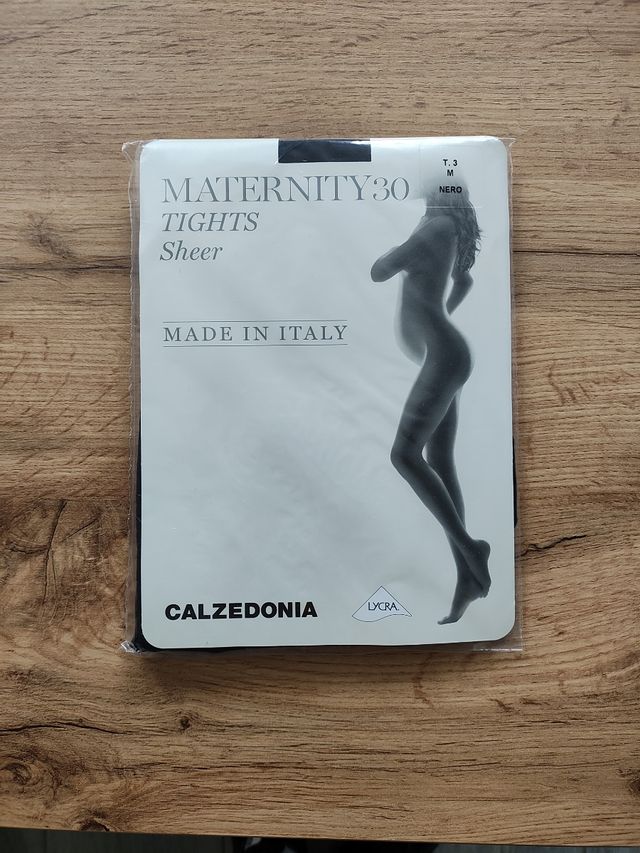 T. 3
M
NERO
MATERNITY30
TIGHTS
Sheer
MADE IN ITALY
CALZEDONIA
LYCRA.